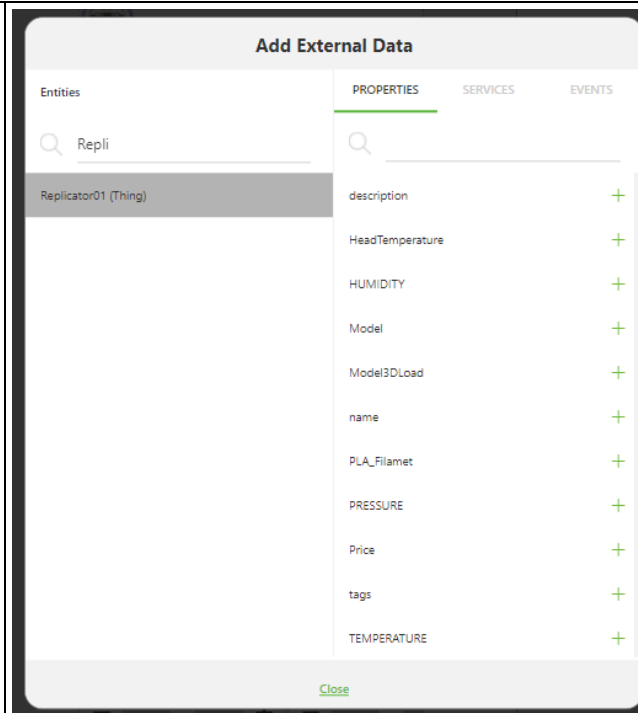 Add External Data
Entities
PROPERTIES SERVICES EVENTS
Repli
Replicator01 (Thing)
description
HeadTemperature
HUMIDITY
Model
Model3DLoad
name
PLA_Filamet
PRESSURE
Price
tags
TEMPERATURE
Close